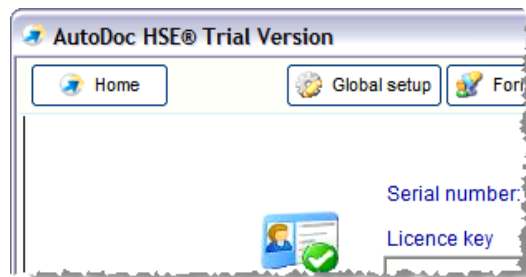 AutoDoc HSE® Trial Version
Home Global setup
Serial number:
Licence key